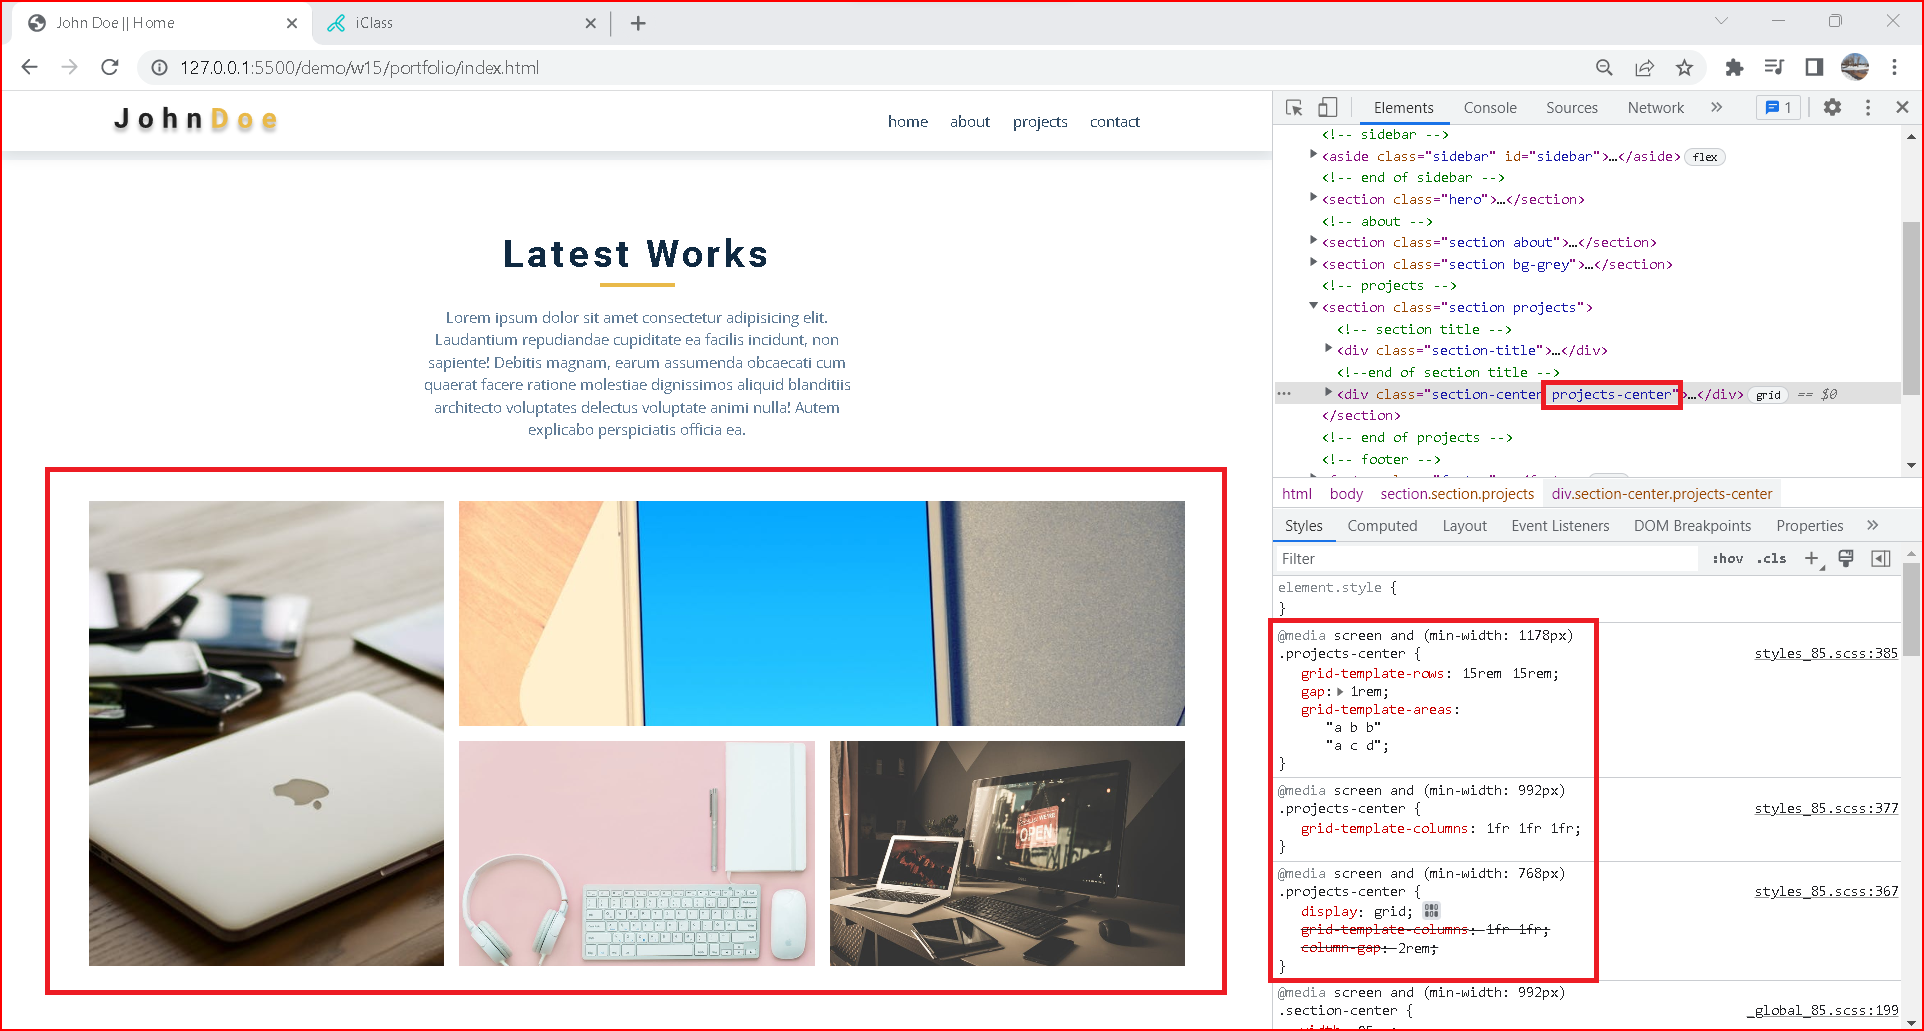 John Doe || Home
iClass
127.0.0.1:5500/demo/w15/portfolio/index.html
JohnDoe
home about projects contact
Latest Works
Lorem ipsum dolor sit amet consectetur adipisicing elit.
Laudantium repudiandae cupiditate ea facilis incidunt, non
sapiente! Debitis magnam, earum assumenda obcaecati cum
quaerat facere ratione molestiae dignissimos aliquid blanditiis
architecto voluptates delectus voluptate animi nulla! Autem
explicabo perspiciatis officia ea.
OPEN
Elements Console Sources Network » 1
<!-- sidebar -->
<aside class="sidebar" id="sidebar">…</aside> flex
<!-- end of sidebar -->
<section class="hero">…</section>
<!-- about -->
<section class="section about">…</section>
<section class="section bg-grey">…</section>
<!-- projects -->
<section class="section projects">
<!-- section title -->
<div class="section-title">…</div>
<!--end of section title -->
<div class="section-center projects-center">…</div> grid == $0
</section>
<!-- end of projects -->
<!-- footer -->
html body section.section.projects div.section-center.projects-center
Styles Computed Layout Event Listeners DOM Breakpoints Properties »
Filter :hov .cls +
element.style {
}
@media screen and (min-width: 1178px)
.projects-center { styles_85.scss:385
grid-template-rows: 15rem 15rem;
gap: 1rem;
grid-template-areas:
"a b b"
"a c d";
}
@media screen and (min-width: 992px)
.projects-center { styles_85.scss:377
grid-template-columns: 1fr 1fr 1fr;
}
@media screen and (min-width: 768px)
.projects-center { styles_85.scss:367
display: grid;
grid-template-columns: 1fr 1fr;
column-gap: 2rem;
}
@media screen and (min-width: 992px)
.section-center { _global_85.scss:199